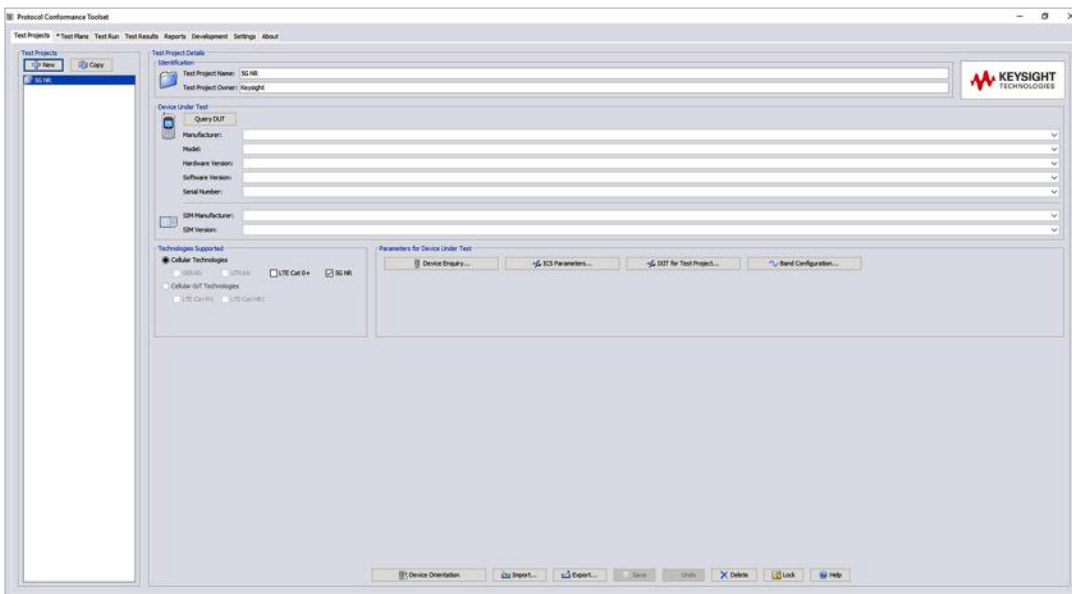 Protocol Conformance Toolset
Test Projects *Test Plans Test Run Test Results Reports Development Settings About
Test Projects
New Copy
5G NR
Test Project Details
Identification
Test Project Name: 5G NR
Test Project Owner: Keysight
KEYSIGHT
TECHNOLOGIES
Device Under Test
Query DUT
Manufacturer:
Model:
Hardware Version:
Software Version:
Serial Number:
SIM Manufacturer:
SIM Version:
Technologies Supported
Cellular Technologies
GERAN UTRAN LTE Cat 0+ 5G NR
Cellular IoT Technologies
LTE Cat M1 LTE Cat NB1
Parameters for Device Under Test
Device Enquiry... ICS Parameters... IXIT for Test Project... Band Configuration...
Device Orientation Import... Export... Save Undo Delete Lock Help